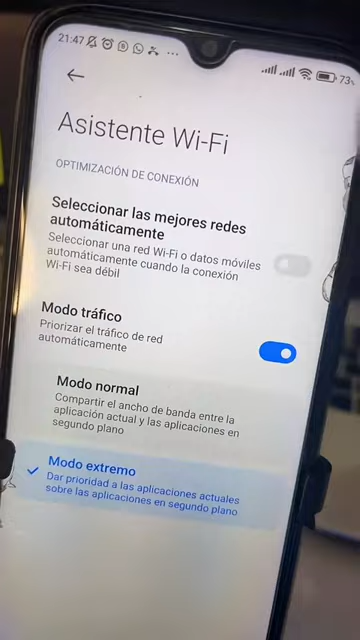 21:47
73%
Asistente Wi-Fi
OPTIMIZACIÓN DE CONEXIÓN
Seleccionar las mejores redes
automáticamente
Seleccionar una red Wi-Fi o datos móviles
automáticamente cuando la conexión
Wi-Fi sea débil
Modo tráfico
Priorizar el tráfico de red
automáticamente
Modo normal
Compartir el ancho de banda entre la
aplicación actual y las aplicaciones en
segundo plano
Modo extremo
Dar prioridad a las aplicaciones actuales
sobre las aplicaciones en segundo plano